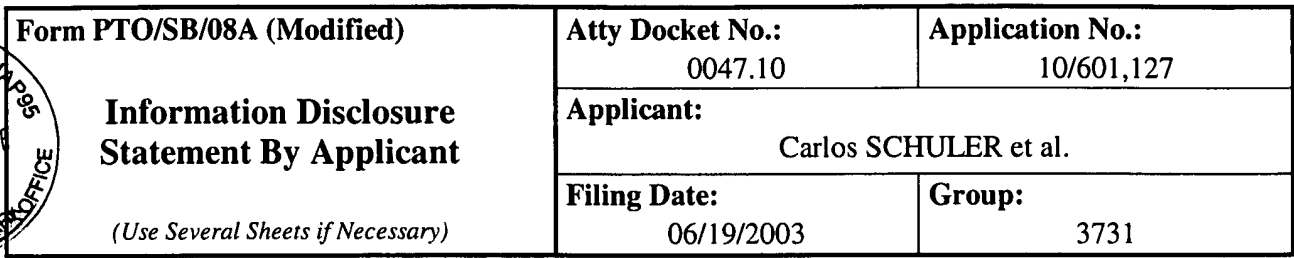 Form PTO/SB/08A (Modified)
Information Disclosure
Statement By Applicant
(Use Several Sheets if Necessary)
Atty Docket No.:
0047.10
Application No.:
10/601,127
Applicant:
Carlos SCHULER et al.
Filing Date:
06/19/2003
Group:
3731
OFFICE